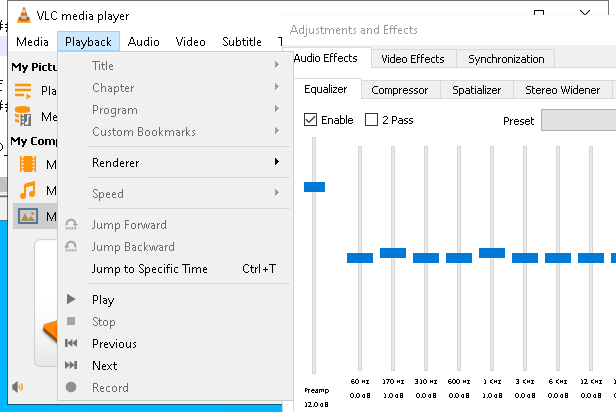 VLC media player
Adjustments and Effects
Media Playback Audio Video Subtitle
Audio Effects Video Effects Synchronization
My Pictu
Title
Equalizer Compressor Spatializer Stereo Widener
Chapter
Enable 2 Pass Preset
Program
Custom Bookmarks
My Comp
Renderer
Speed
Jump Forward
Jump Backward
Jump to Specific Time Ctrl+T
Play
Stop
Previous
Next
Record
60 Hz 170 Hz 310 Hz 600 Hz 1 KHz 3 KHz 6 KHz 12 KHz
Preamp 0.0 dB 1.0 dB 0.0 dB 0.0 dB 1.0 dB 0.0 dB 0.0 dB 0.0 dB
12.0 dB